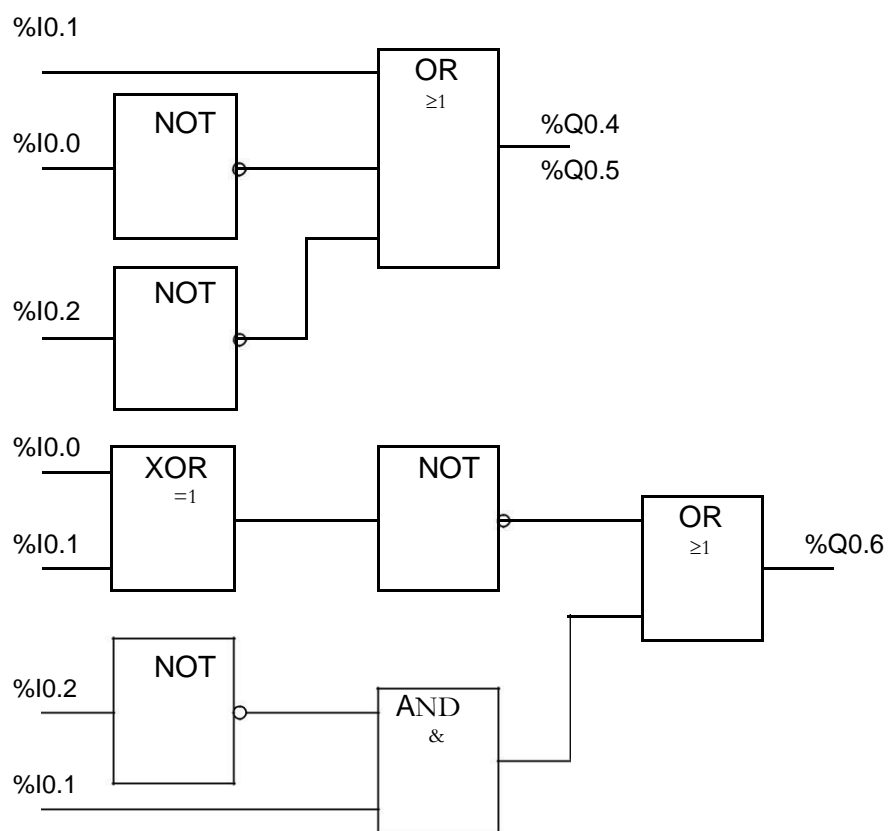 %I0.1
OR
≥1
NOT
%Q0.4
%I0.0
%Q0.5
NOT
%I0.2
%I0.0
XOR
=1
NOT
OR
≥1
%I0.1
%Q0.6
NOT
%I0.2
AND
&
%I0.1